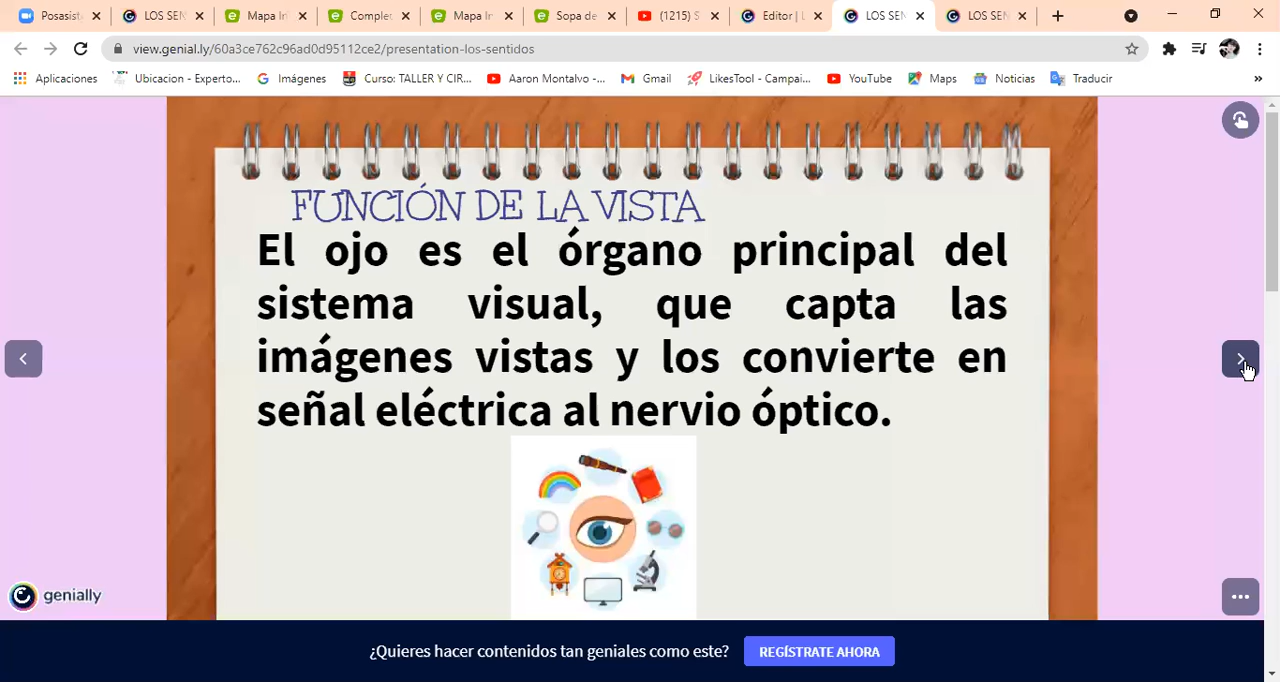 Posasist
LOS SEN
Mapa In
Complet
Mapa In
Sopa de
(1215) S
Editor | L
LOS SEN
LOS SEN
view.genial.ly/60a3ce762c96ad0d95112ce2/presentation-los-sentidos
Aplicaciones
Ubicacion - Experto...
Imágenes
Curso: TALLER Y CIR...
Aaron Montalvo -...
Gmail
LikesTool - Campai...
YouTube
Maps
Noticias
Traducir
FUNCIÓN DE LA VISTA
El ojo es el órgano principal del
sistema visual, que capta las
imágenes vistas y los convierte en
señal eléctrica al nervio óptico.
genially
¿Quieres hacer contenidos tan geniales como este?
REGÍSTRATE AHORA